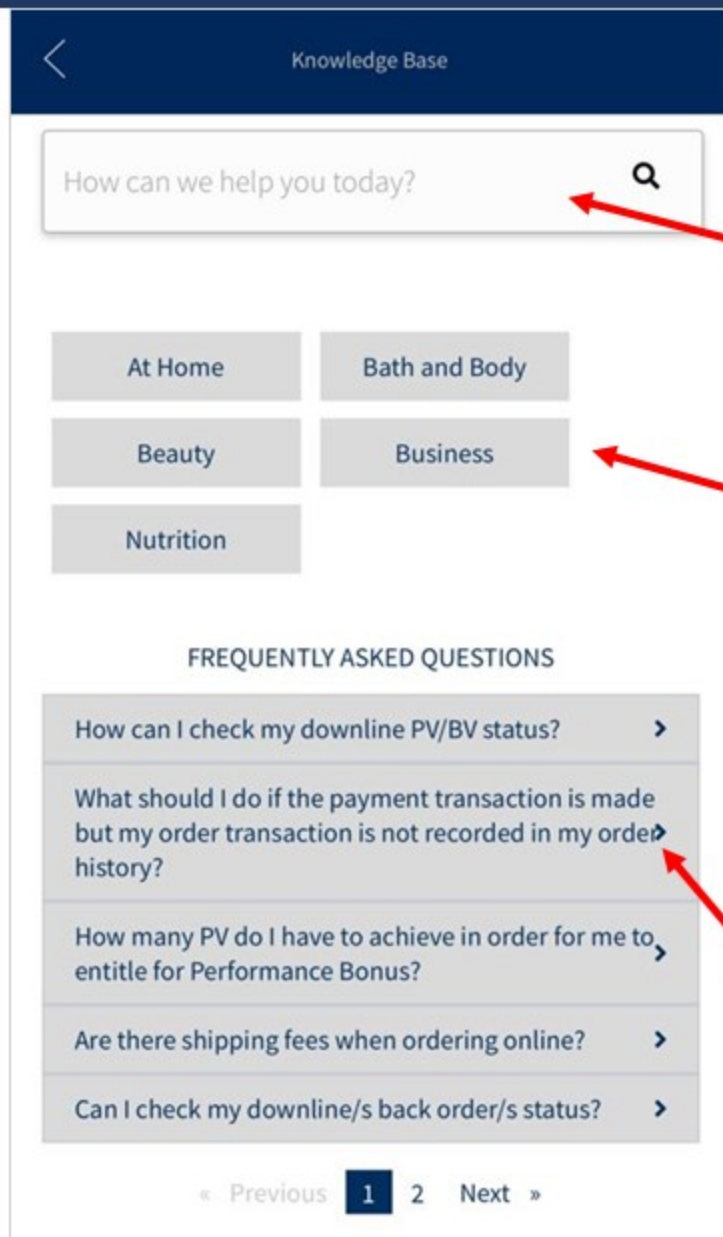 Knowledge Base
How can we help you today?
At Home
Bath and Body
Beauty
Business
Nutrition
FREQUENTLY ASKED QUESTIONS
How can I check my downline PV/BV status?
What should I do if the payment transaction is made
but my order transaction is not recorded in my order
history?
How many PV do I have to achieve in order for me to
entitle for Performance Bonus?
Are there shipping fees when ordering online?
Can I check my downline/s back order/s status?
« Previous 1 2 Next »